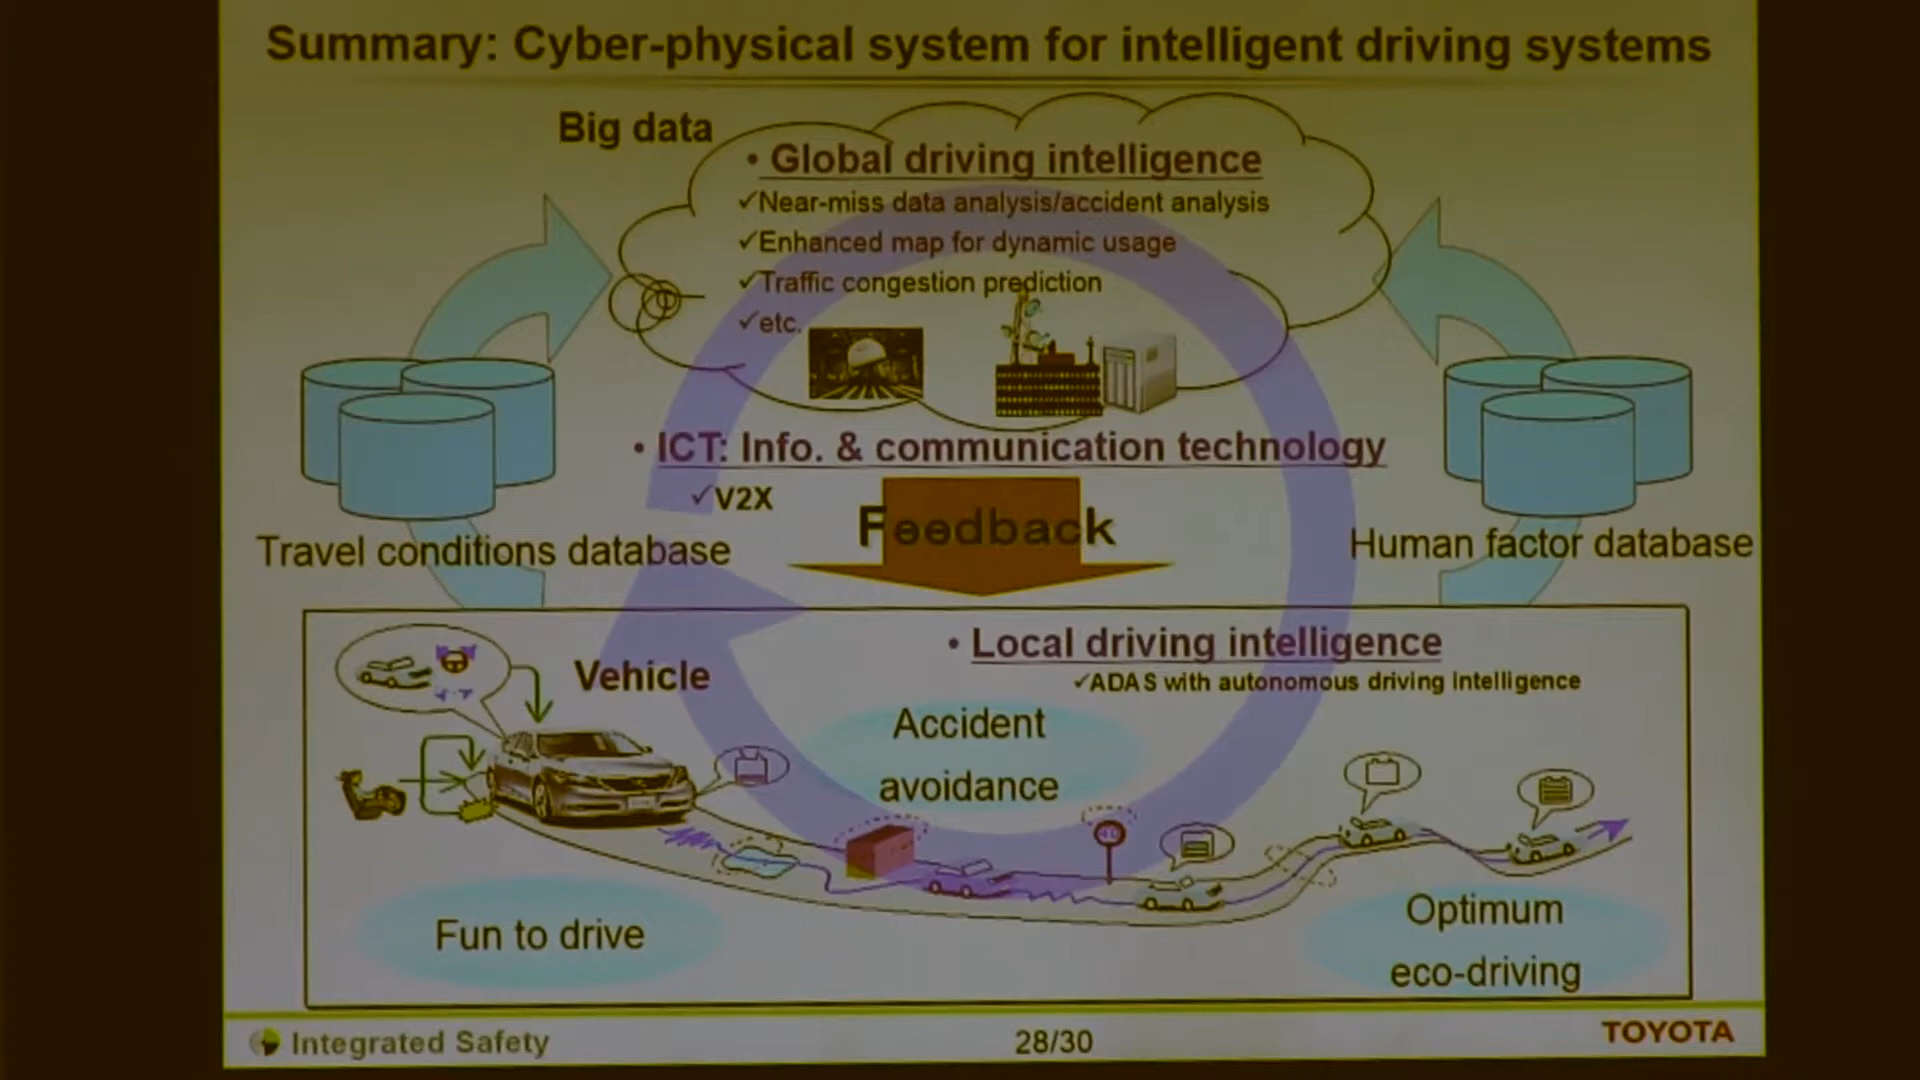 Summary: Cyber-physical system for intelligent driving systems
Big data
• Global driving intelligence
✓Near-miss data analysis/accident analysis
✓Enhanced map for dynamic usage
✓Traffic congestion prediction
✓etc.
• ICT: Info. & communication technology
✓V2X
Feedback
Travel conditions database
Human factor database
• Local driving intelligence
✓ADAS with autonomous driving intelligence
Vehicle
Accident
avoidance
40
Fun to drive
Optimum
eco-driving
Integrated Safety
28/30
TOYOTA